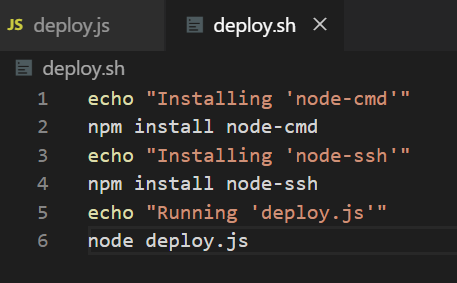 JS deploy.js deploy.sh ×
deploy.sh
1 echo "Installing 'node-cmd'"
2 npm install node-cmd
3 echo "Installing 'node-ssh'"
4 npm install node-ssh
5 echo "Running 'deploy.js'"
6 node deploy.js